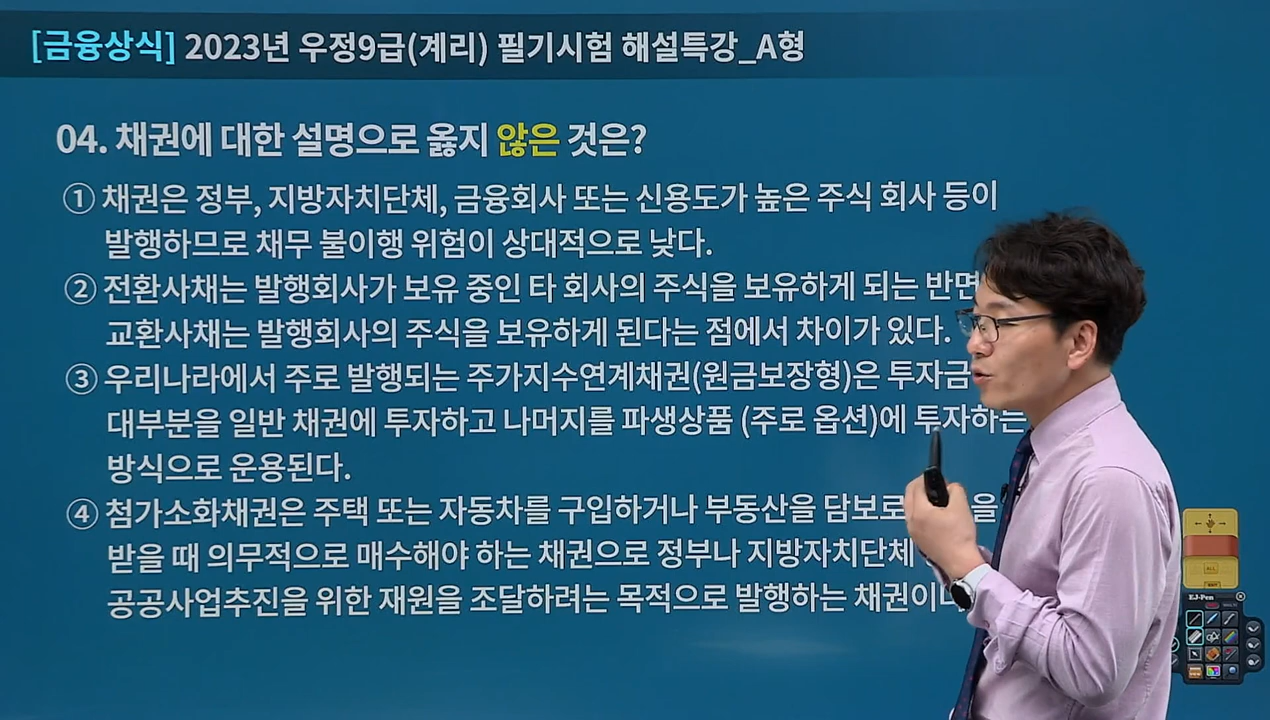 [금융상식] 2023년 우정9급(계리) 필기시험 해설특강_A형
04. 채권에 대한 설명으로 옳지 않은 것은?
① 채권은 정부, 지방자치단체, 금융회사 또는 신용도가 높은 주식 회사 등이
발행하므로 채무 불이행 위험이 상대적으로 낮다.
② 전환사채는 발행회사가 보유 중인 타 회사의 주식을 보유하게 되는 반면
교환사채는 발행회사의 주식을 보유하게 된다는 점에서 차이가 있다.
③ 우리나라에서 주로 발행되는 주가지수연계채권(원금보장형)은 투자금
대부분을 일반 채권에 투자하고 나머지를 파생상품 (주로 옵션)에 투자하는
방식으로 운용된다.
④ 첨가소화채권은 주택 또는 자동차를 구입하거나 부동산을 담보로 을
받을 때 의무적으로 매수해야 하는 채권으로 정부나 지방자치단체
공공사업추진을 위한 재원을 조달하려는 목적으로 발행하는 채권이
EJ-Pen
ALL